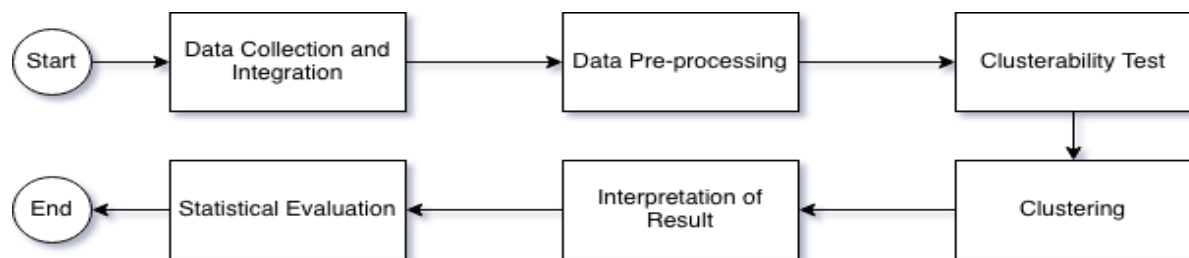 Start
Data Collection and
Integration
Data Pre-processing
Clusterability Test
Clustering
Interpretation of
Result
Statistical Evaluation
End